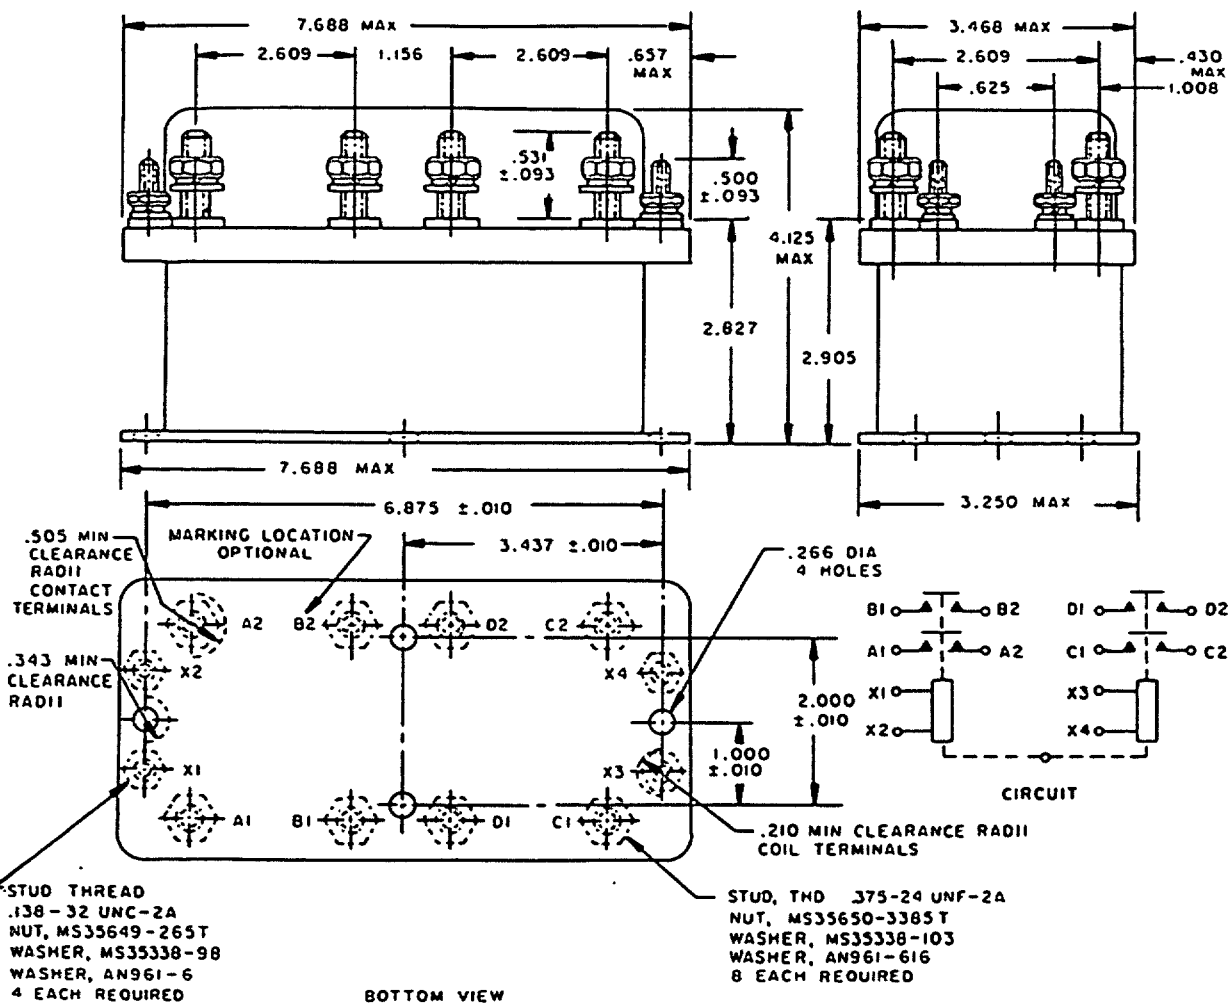 7.688 MAX
2.609
1.156
2.609
.657
MAX
3.468 MAX
2.609
.430
MAX
.625
1.008
.531
±.093
.500
±.093
4.125
MAX
2.827
2.905
7.688 MAX
3.250 MAX
6.875 ±.010
.505 MIN
CLEARANCE
RADII
CONTACT
TERMINALS
MARKING LOCATION
OPTIONAL
3.437 ±.010
.266 DIA
4 HOLES
A2
B2
D2
C2
.343 MIN
CLEARANCE
RADII
X2
X4
2.000
±.010
1.000
±.010
X1
X3
A1
B1
D1
C1
B1
B2
D1
D2
A1
A2
C1
C2
X1
X3
X2
X4
CIRCUIT
.210 MIN CLEARANCE RADII
COIL TERMINALS
STUD THREAD
.138-32 UNC-2A
NUT, MS35649-265T
WASHER, MS35338-98
WASHER, AN961-6
4 EACH REQUIRED
STUD, THD .375-24 UNF-2A
NUT, MS35650-3385T
WASHER, MS35338-103
WASHER, AN961-616
8 EACH REQUIRED
BOTTOM VIEW